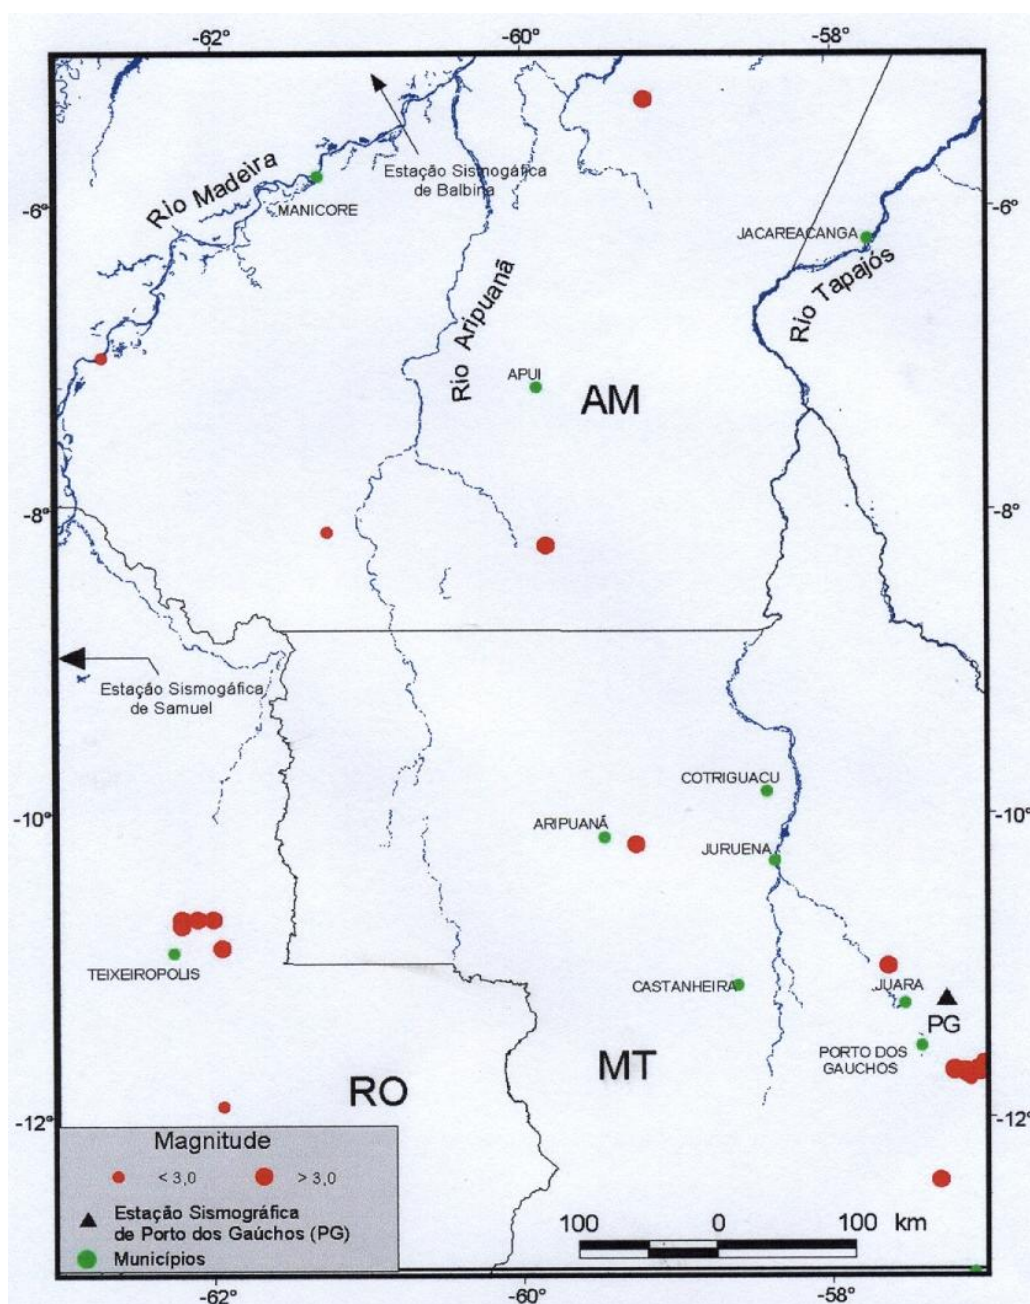 -62°
-60°
-58°
Rio Madeira
Estação Sismogáfica
de Balbina
MANICORE
-6°
-6°
JACAREACANGA
Rio Aripuanã
Rio Tapajós
APUI
AM
-8°
-8°
Estação Sismogáfica
de Samuel
COTRIGUACU
-10°
-10°
ARIPUANÃ
JURUENA
TEIXEIROPOLIS
CASTANHEIRA
JUARA
PG
PORTO DOS
GAUCHOS
MT
RO
-12°
-12°
Magnitude
< 3,0
> 3,0
Estação Sismográfica
de Porto dos Gaúchos (PG)
Municípios
100 0 100 km
-62°
-60°
-58°